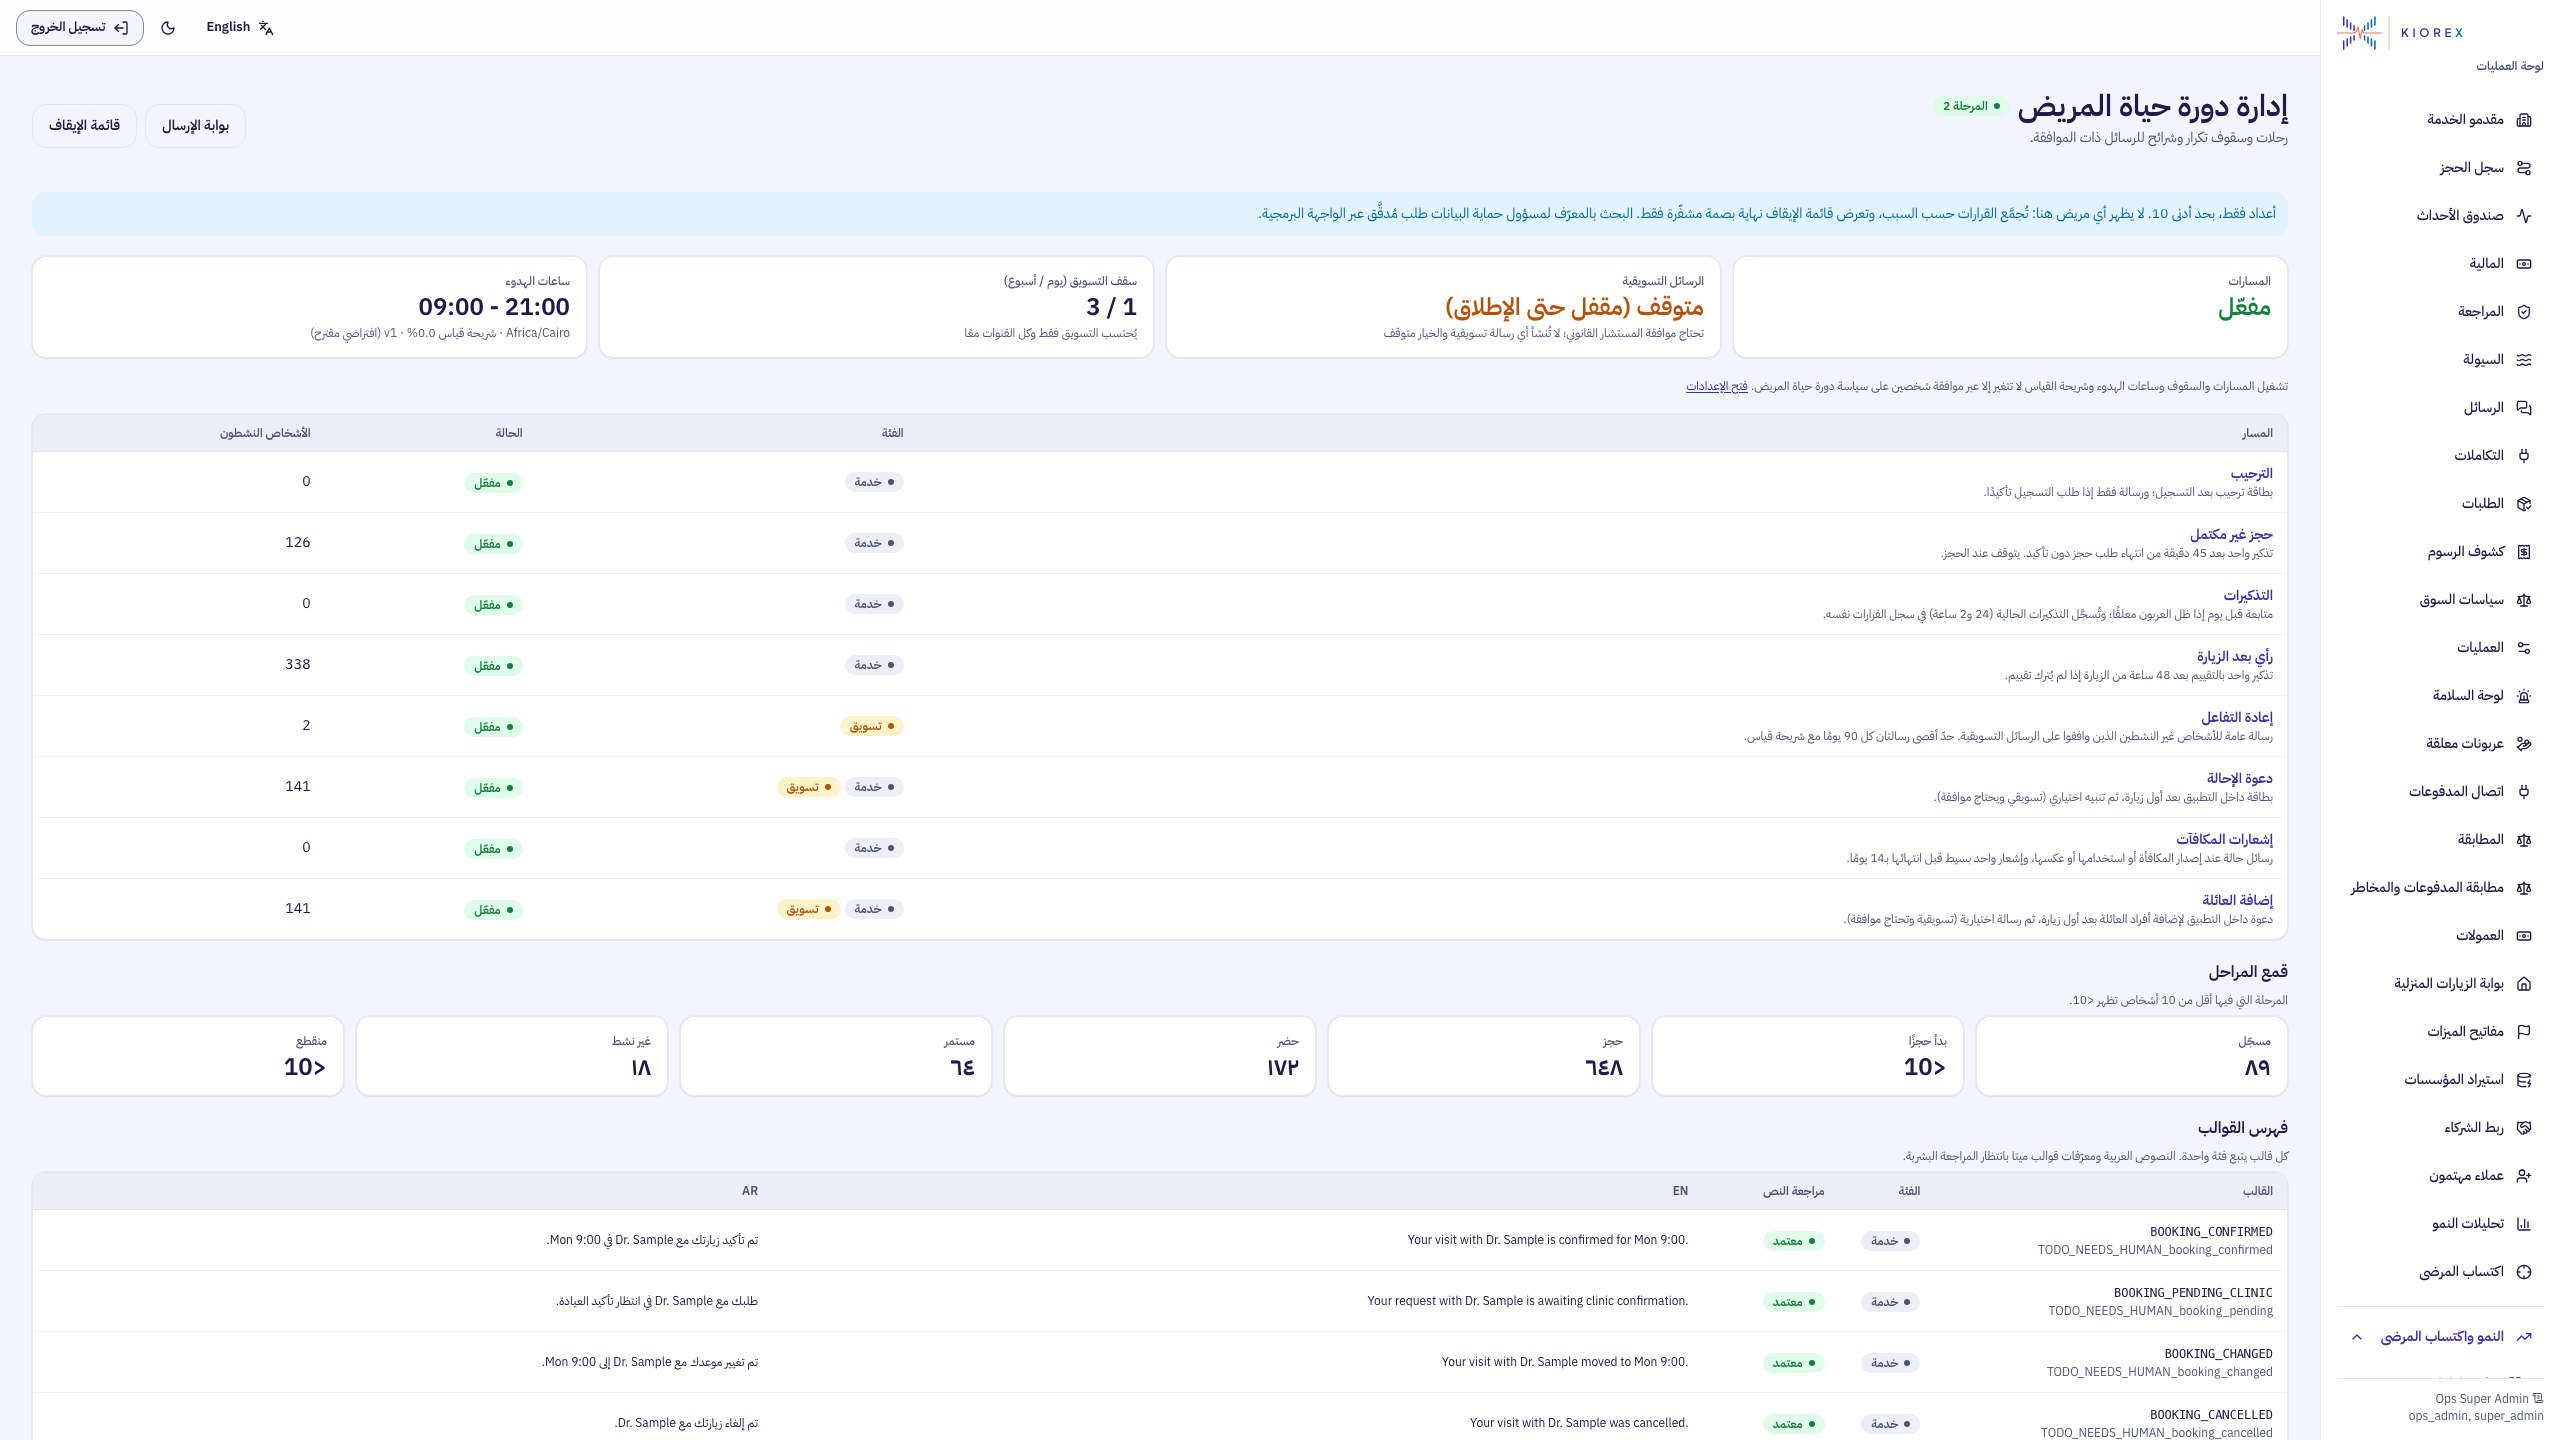 KIOREX
لوحة العمليات
مقدمو الخدمة
سجل الحجز
صندوق الأحداث
المالية
المراجعة
السيولة
الرسائل
التكاملات
الطلبات
كشوف الرسوم
سياسات السوق
العمليات
لوحة السلامة
عربونات معلقة
اتصال المدفوعات
المطابقة
مطابقة المدفوعات والمخاطر
العمولات
بوابة الزيارات المنزلية
مفاتيح الميزات
استيراد المؤسسات
ربط الشركاء
عملاء مهتمون
تحليلات النمو
اكتساب المرضى
النمو واكتساب المرضى
Ops Super Admin
ops_admin, super_admin
English
تسجيل الخروج
إدارة دورة حياة المريض
المرحلة 2
رحلات وسقوف تكرار وشرائح للرسائل ذات الموافقة.
بوابة الإرسال
قائمة الإيقاف
أعداد فقط، بحد أدنى 10. لا يظهر أي مريض هنا: تُجمَّع القرارات حسب السبب، وتعرض قائمة الإيقاف نهاية بصمة مشفّرة فقط. البحث بالمعرّف لمسؤول حماية البيانات طلب مُدقَّق عبر الواجهة البرمجية.
المسارات
مفعّل
الرسائل التسويقية
متوقف (مقفل حتى الإطلاق)
تحتاج موافقة المستشار القانوني؛ لا تُنشأ أي رسالة تسويقية والخيار متوقف
سقف التسويق (يوم / أسبوع)
3 / 1
يُحتسب التسويق فقط وكل القنوات معًا
ساعات الهدوء
09:00 - 21:00
Africa/Cairo · شريحة قياس 0.0% · v1 (افتراضي مقترح)
تشغيل المسارات والسقوف وساعات الهدوء وشريحة القياس لا تتغير إلا عبر موافقة شخصين على سياسة دورة حياة المريض. فتح الإعدادات
المسار الفئة الحالة الأشخاص النشطون
الترحيب خدمة مفعّل 0
بطاقة ترحيب بعد التسجيل؛ ورسالة فقط إذا طلب التسجيل تأكيدًا.
حجز غير مكتمل خدمة مفعّل 126
تذكير واحد بعد 45 دقيقة من انتهاء طلب حجز دون تأكيد. يتوقف عند الحجز.
التذكيرات خدمة مفعّل 0
متابعة قبل يوم إذا ظل العربون معلقًا؛ وتُسجَّل التذكيرات الحالية (24 و2 ساعة) في سجل القرارات نفسه.
رأي بعد الزيارة خدمة مفعّل 338
تذكير واحد بالتقييم بعد 48 ساعة من الزيارة إذا لم يُترك تقييم.
إعادة التفاعل تسويق مفعّل 2
رسالة عامة للأشخاص غير النشطين الذين وافقوا على الرسائل التسويقية. حدّ أقصى رسالتان كل 90 يومًا مع شريحة قياس.
دعوة الإحالة خدمة تسويق مفعّل 141
بطاقة داخل التطبيق بعد أول زيارة، ثم تنبيه اختياري (تسويقي ويحتاج موافقة).
إشعارات المكافآت خدمة مفعّل 0
رسائل حالة عند إصدار المكافأة أو استخدامها أو عكسها، وإشعار واحد بسيط قبل انتهائها بـ14 يومًا.
إضافة العائلة خدمة تسويق مفعّل 141
دعوة داخل التطبيق لإضافة أفراد العائلة بعد أول زيارة، ثم رسالة اختيارية (تسويقية وتحتاج موافقة).
قمع المراحل
المرحلة التي فيها أقل من 10 أشخاص تظهر <10.
مسجّل
٨٩
بدأ حجزًا
<10
حجز
٦٤٨
حضر
١٧٢
مستمر
٦٤
غير نشط
١٨
منقطع
<10
فهرس القوالب
كل قالب يتبع فئة واحدة. النصوص العربية ومعرّفات قوالب ميتا بانتظار المراجعة البشرية.
القالب الفئة مراجعة النص EN AR
BOOKING_CONFIRMED
TODO_NEEDS_HUMAN_booking_confirmed
خدمة معتمد
Your visit with Dr. Sample is confirmed for Mon 9:00.
تم تأكيد زيارتك مع Dr. Sample في Mon 9:00.
BOOKING_PENDING_CLINIC
TODO_NEEDS_HUMAN_booking_pending
خدمة معتمد
Your request with Dr. Sample is awaiting clinic confirmation.
طلبك مع Dr. Sample في انتظار تأكيد العيادة.
BOOKING_CHANGED
TODO_NEEDS_HUMAN_booking_changed
خدمة معتمد
Your visit with Dr. Sample moved to Mon 9:00.
تم تغيير موعدك مع Dr. Sample إلى Mon 9:00.
BOOKING_CANCELLED
TODO_NEEDS_HUMAN_booking_cancelled
خدمة معتمد
Your visit with Dr. Sample was cancelled.
تم إلغاء زيارتك مع Dr. Sample.